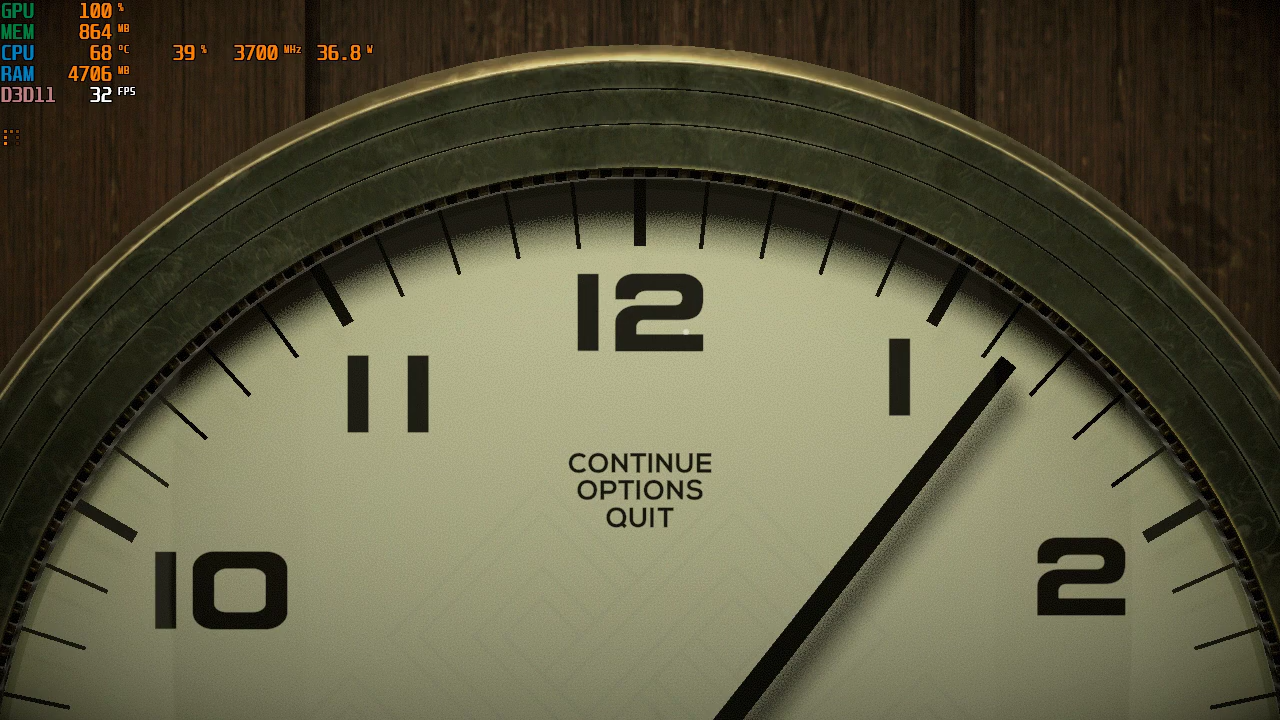 GPU 100 %
MEM 864 MB
CPU 68 °C 39 % 3700 MHz 36.8 W
RAM 4706 MB
D3D11 32 FPS
12
11 1
CONTINUE
OPTIONS
QUIT
10 2